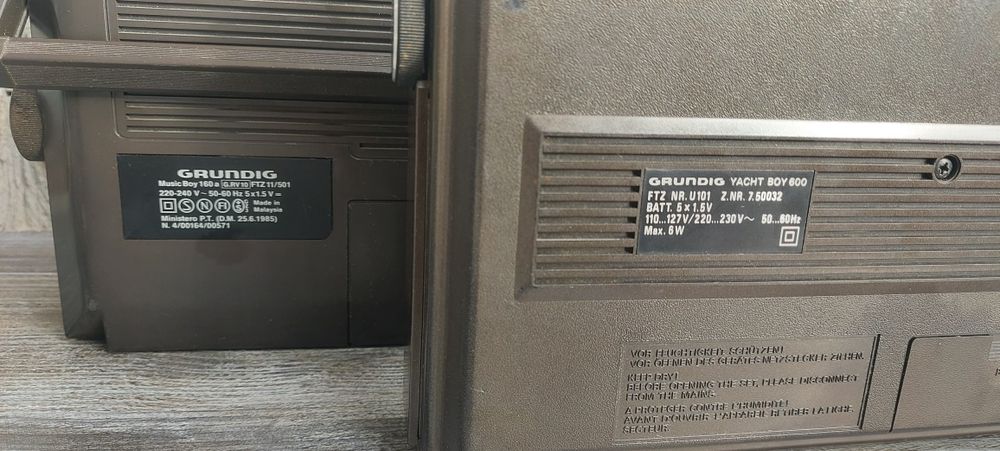 GRUNDIG
Music Boy 160 a G.RV 10 FTZ 11/501
220-240 V ~ 50-60 Hz 5 x 1.5 V =
S N FI Made in
Malaysia
Ministero P.T. (D.M. 25.6.1985)
N. 4/00164/00571
GRUNDIG YACHT BOY 600
FTZ NR. U101 Z.NR. 7.50032
BATT. 5 x 1.5V
110...127V/220...230V~ 50...60Hz
Max. 6W
VOR FEUCHTIGKEIT SCHÜTZEN!
VOR ÖFFNEN DES GERÄTES NETZSTECKER ZIEHEN.
KEEP DRY!
BEFORE OPENING THE SET, PLEASE DISCONNECT
FROM THE MAINS.
A PROTEGER CONTRE L'HUMIDITE!
AVANT D'OUVRIR L'APPAREIL RETIRER LA FICHE
SECTEUR.